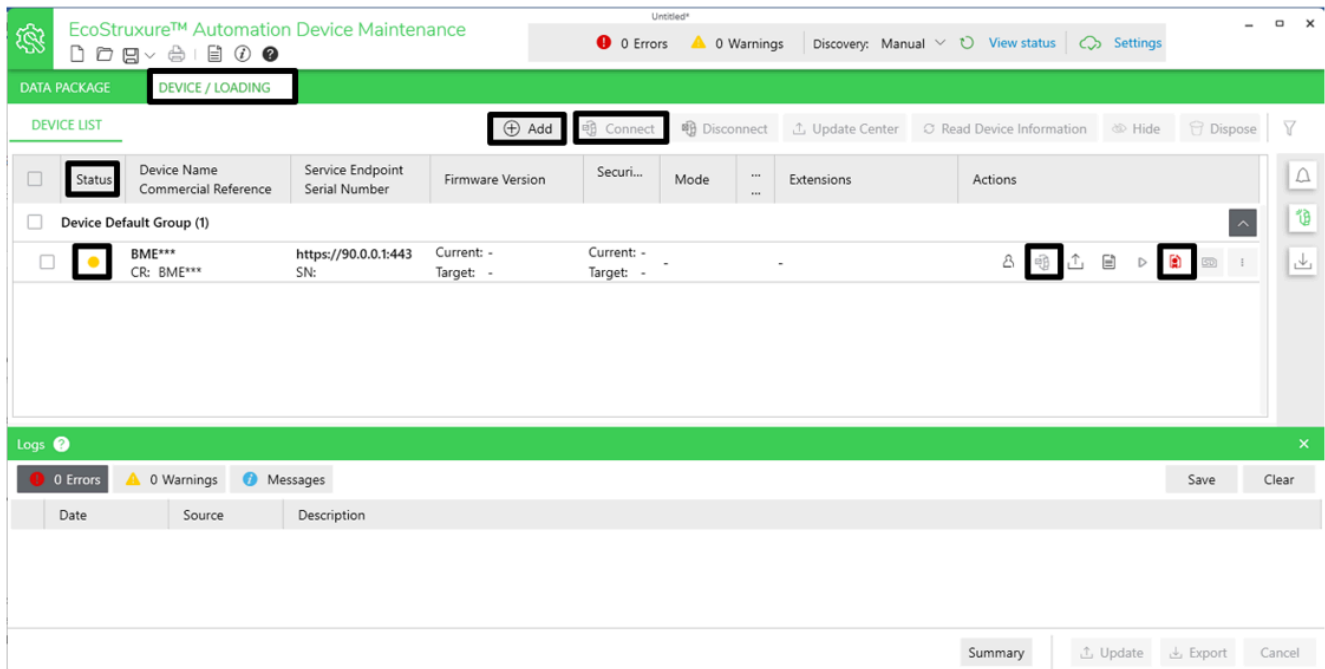 Untitled*
EcoStruxure™ Automation Device Maintenance
0 Errors 0 Warnings Discovery: Manual View status Settings
DATA PACKAGE DEVICE / LOADING
DEVICE LIST
Add Connect Disconnect Update Center Read Device Information Hide Dispose
Status Device Name Service Endpoint Firmware Version Securi... Mode ... Extensions Actions
Commercial Reference Serial Number ...
Device Default Group (1)
BME*** https://90.0.0.1:443 Current: - Current: -
CR: BME*** SN: Target: - Target: - - -
Logs ?
0 Errors 0 Warnings Messages Save Clear
Date Source Description
Summary Update Export Cancel